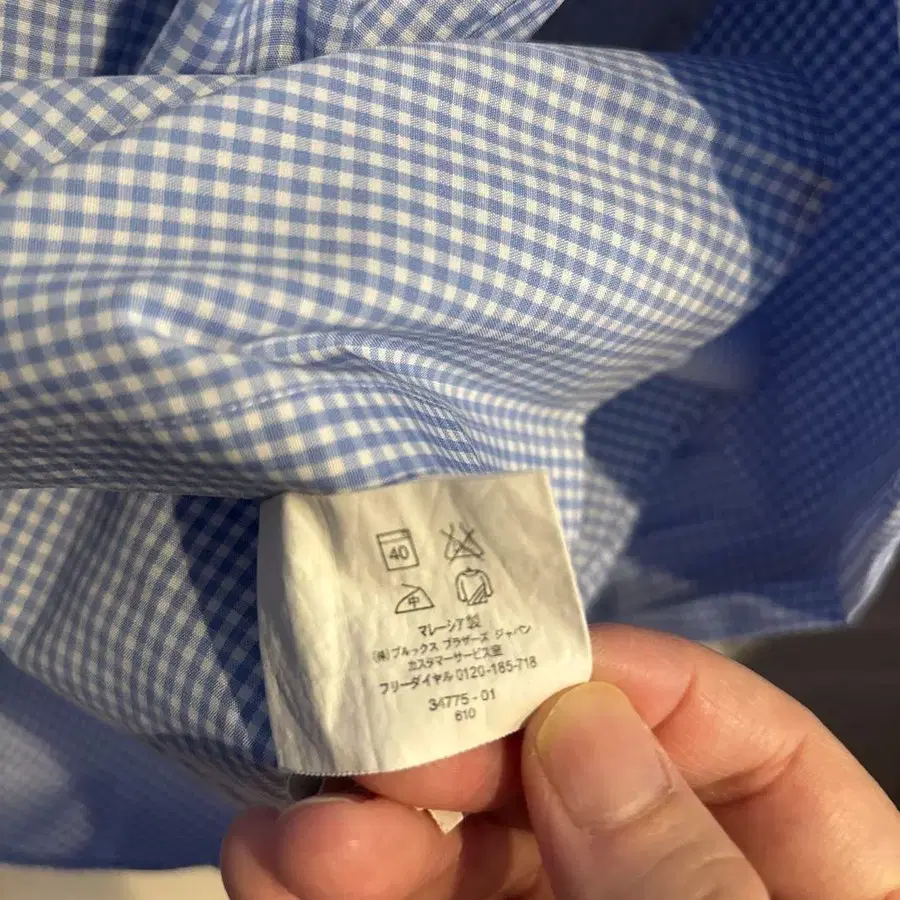 40
中
マレーシア製
(株)ブルックス ブラザーズ ジャパン
カスタマーサービス室
フリーダイヤル 0120-185-718
34775-01
610